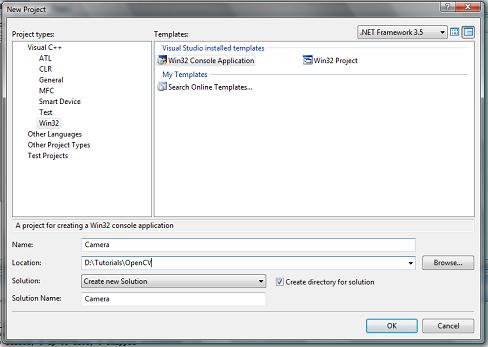 New Project
Project types:
Templates:
.NET Framework 3.5
Visual C++
ATL
CLR
General
MFC
Smart Device
Test
Win32
Other Languages
Other Project Types
Test Projects
Visual Studio installed templates
Win32 Console Application
Win32 Project
My Templates
Search Online Templates...
A project for creating a Win32 console application
Name:
Camera
Location:
D:\Tutorials\OpenCV
Browse...
Solution:
Create new Solution
Create directory for solution
Solution Name:
Camera
OK
Cancel